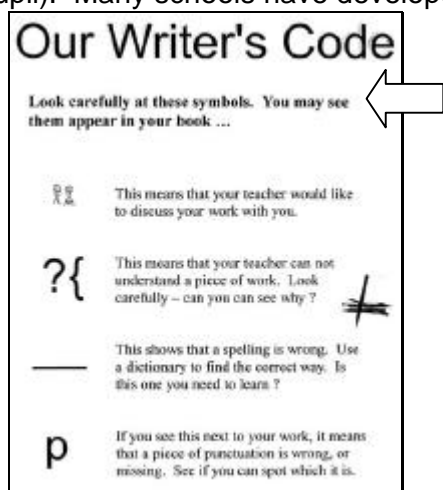 upil). Many schools have develop
Our Writer's Code
Look carefully at these symbols. You may see
them appear in your book ...
This means that your teacher would like
to discuss your work with you.
?{
This means that your teacher can not
understand a piece of work. Look
carefully – can you can see why ?
This shows that a spelling is wrong. Use
a dictionary to find the correct way. Is
this one you need to learn ?
p
If you see this next to your work, it means
that a piece of punctuation is wrong, or
missing. See if you can spot which it is.